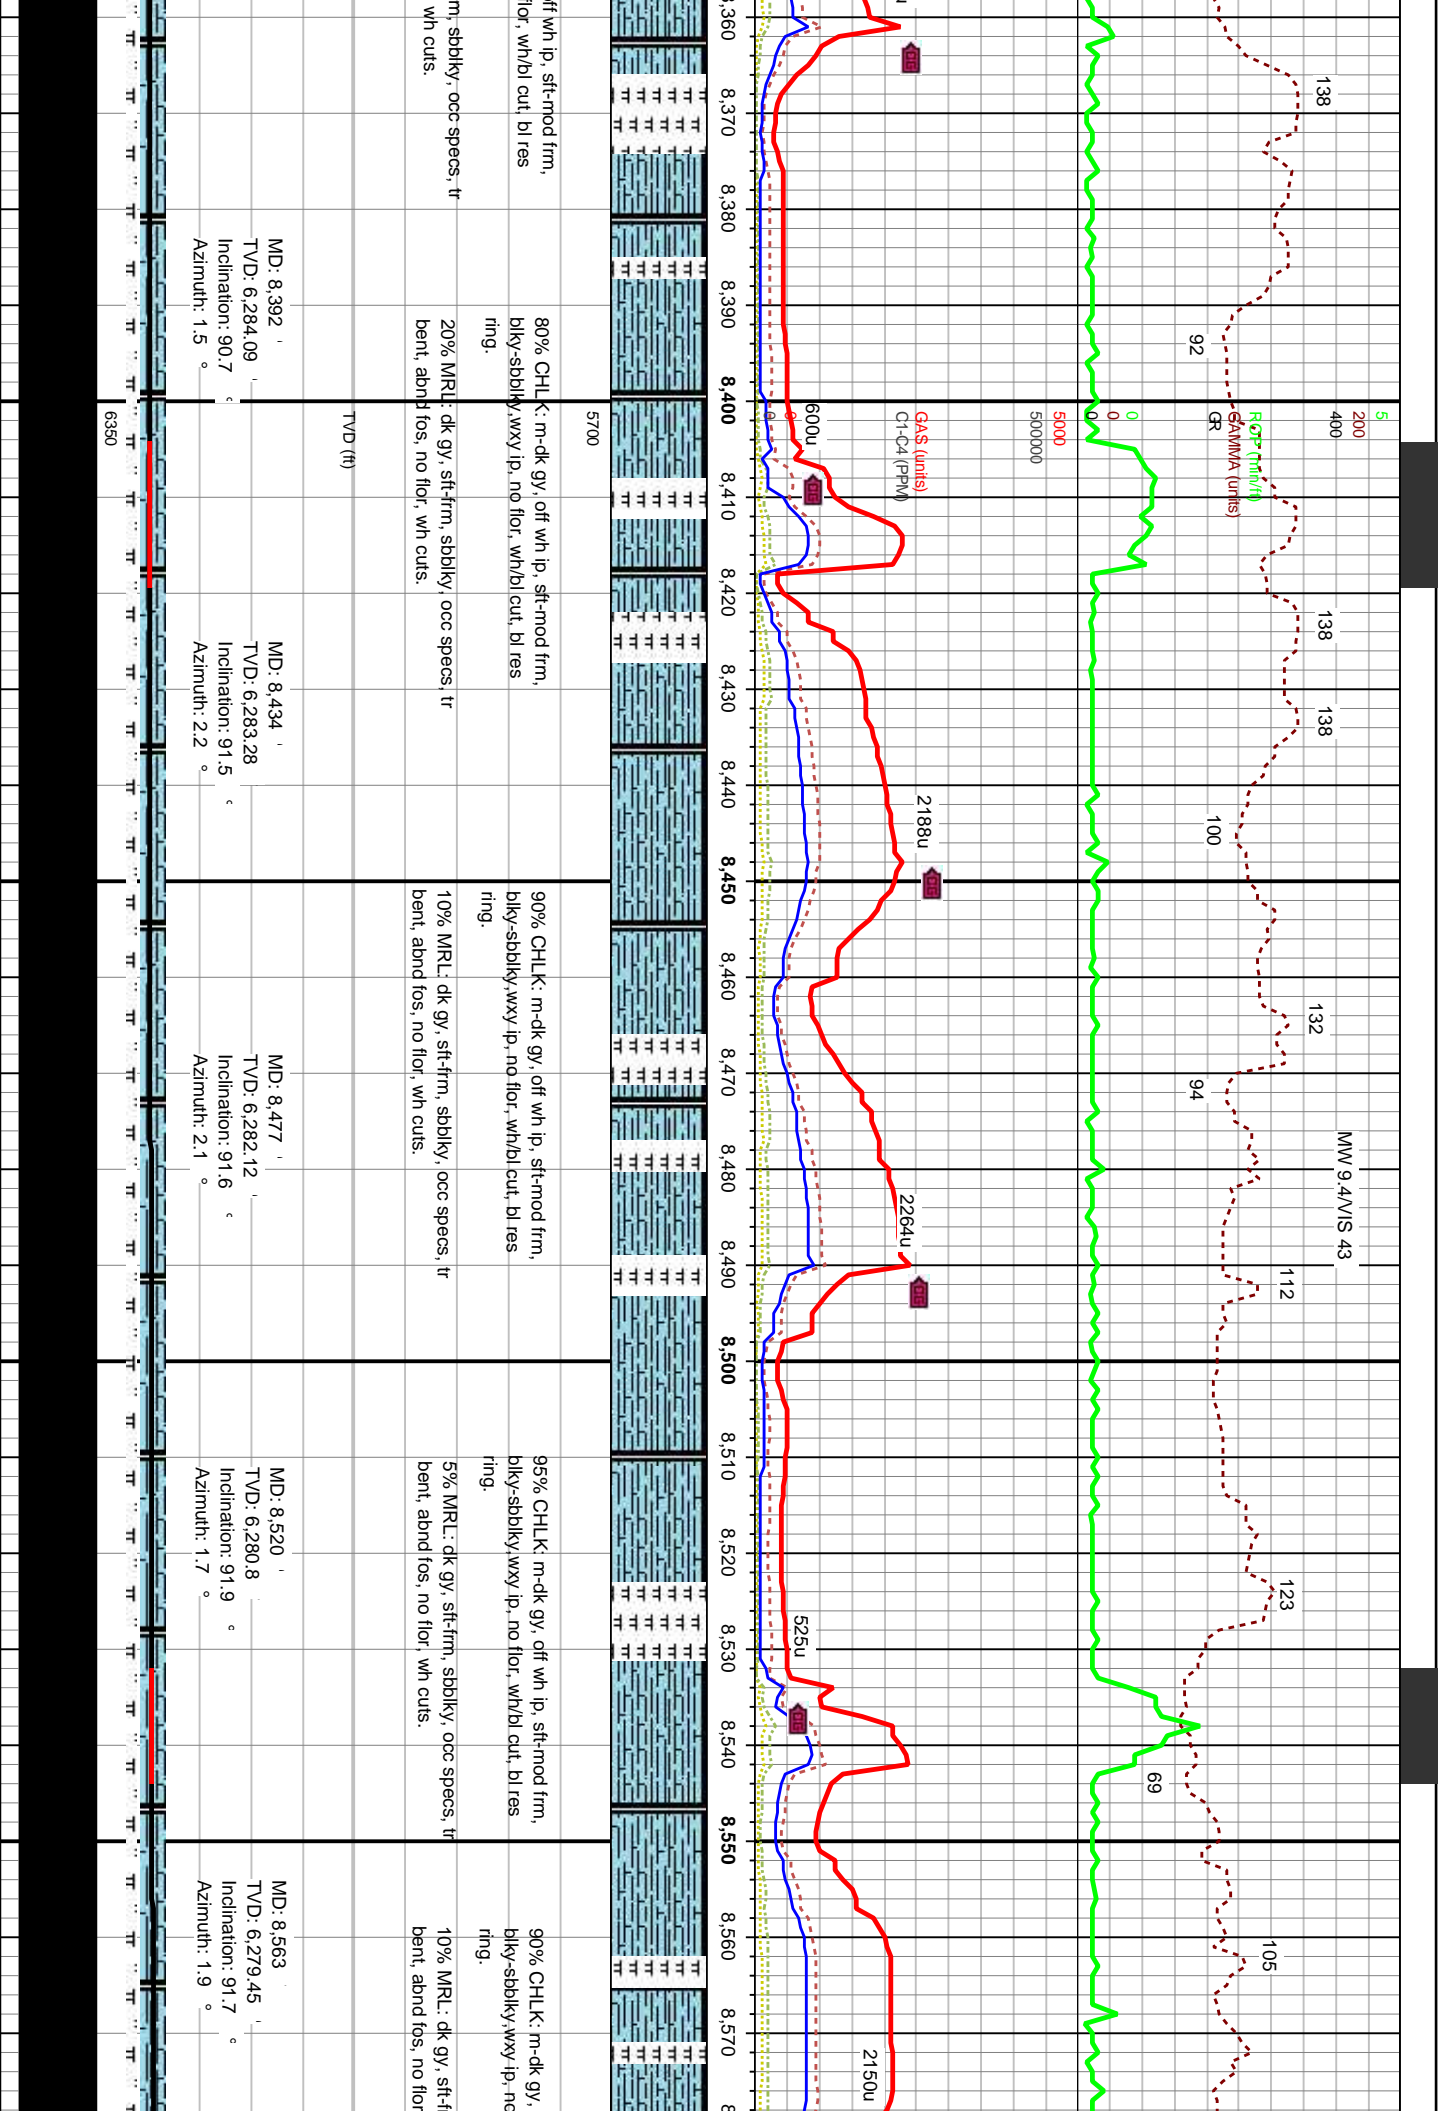 ff wh ip, sft-mod frm,
flor, wh/bl cut, bl res
m, sbblky, occ specs, tr
wh cuts.
MD: 8,392 '
TVD: 6,284.09 '
Inclination: 90.7 °
Azimuth: 1.5 °
80% CHLK: m-dk gy, off wh ip, sft-mod frm,
blky-sbblky,wxy ip, no flor, wh/bl cut, bl res
ring.
20% MRL: dk gy, sft-frm, sbblky, occ specs, tr
bent, abnd fos, no flor, wh cuts.
5700
TVD (ft)
6350
MD: 8,434 '
TVD: 6,283.28 '
Inclination: 91.5 °
Azimuth: 2.2 °
90% CHLK: m-dk gy, off wh ip, sft-mod frm,
blky-sbblky,wxy ip, no flor, wh/bl cut, bl res
ring.
10% MRL: dk gy, sft-frm, sbblky, occ specs, tr
bent, abnd fos, no flor, wh cuts.
MD: 8,477 '
TVD: 6,282.12 '
Inclination: 91.6 °
Azimuth: 2.1 °
95% CHLK: m-dk gy, off wh ip, sft-mod frm,
blky-sbblky,wxy ip, no flor, wh/bl cut, bl res
ring.
5% MRL: dk gy, sft-frm, sbblky, occ specs, tr
bent, abnd fos, no flor, wh cuts.
MD: 8,520 '
TVD: 6,280.8 '
Inclination: 91.9 °
Azimuth: 1.7 °
90% CHLK: m-dk gy,
blky-sbblky,wxy ip, no
ring.
10% MRL: dk gy, sft-f
bent, abnd fos, no flor
MD: 8,563 '
TVD: 6,279.45 '
Inclination: 91.7 °
Azimuth: 1.9 °
8,360 8,370 8,380 8,390 8,400 8,410 8,420 8,430 8,440 8,450 8,460 8,470 8,480 8,490 8,500 8,510 8,520 8,530 8,540 8,550 8,560 8,570
600u
2188u
2264u
525u
2150u
GAS (units)
C1-C4 (PPM)
5000
500000
0
0
0
5
200
400
ROP (min/ft)
GAMMA (units)
GR
138
92
138
138
100
132
94
MW 9.4/VIS 43
112
123
69
105